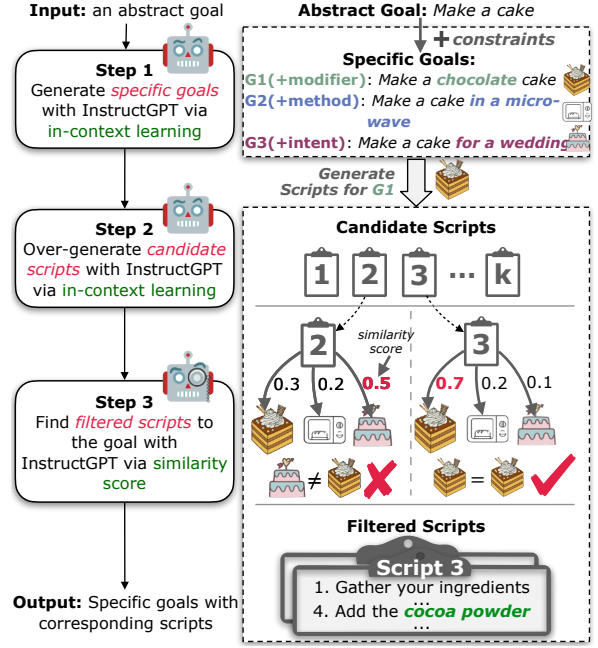 Input: an abstract goal
Step 1
Generate specific goals
with InstructGPT via
in-context learning
Step 2
Over-generate candidate
scripts with InstructGPT
via in-context learning
Step 3
Find filtered scripts to
the goal with
InstructGPT via similarity
score
Output: Specific goals with
corresponding scripts
Abstract Goal: Make a cake
+ constraints
Specific Goals:
G1(+modifier): Make a chocolate cake
G2(+method): Make a cake in a micro-
wave
G3(+intent): Make a cake for a wedding
Generate
Scripts for G1
Candidate Scripts
1 2 3 ··· k
2
similarity
score
0.3 0.2 0.5
≠
3
0.7 0.2 0.1
=
Filtered Scripts
Script 3
1. Gather your ingredients
...
4. Add the cocoa powder
...